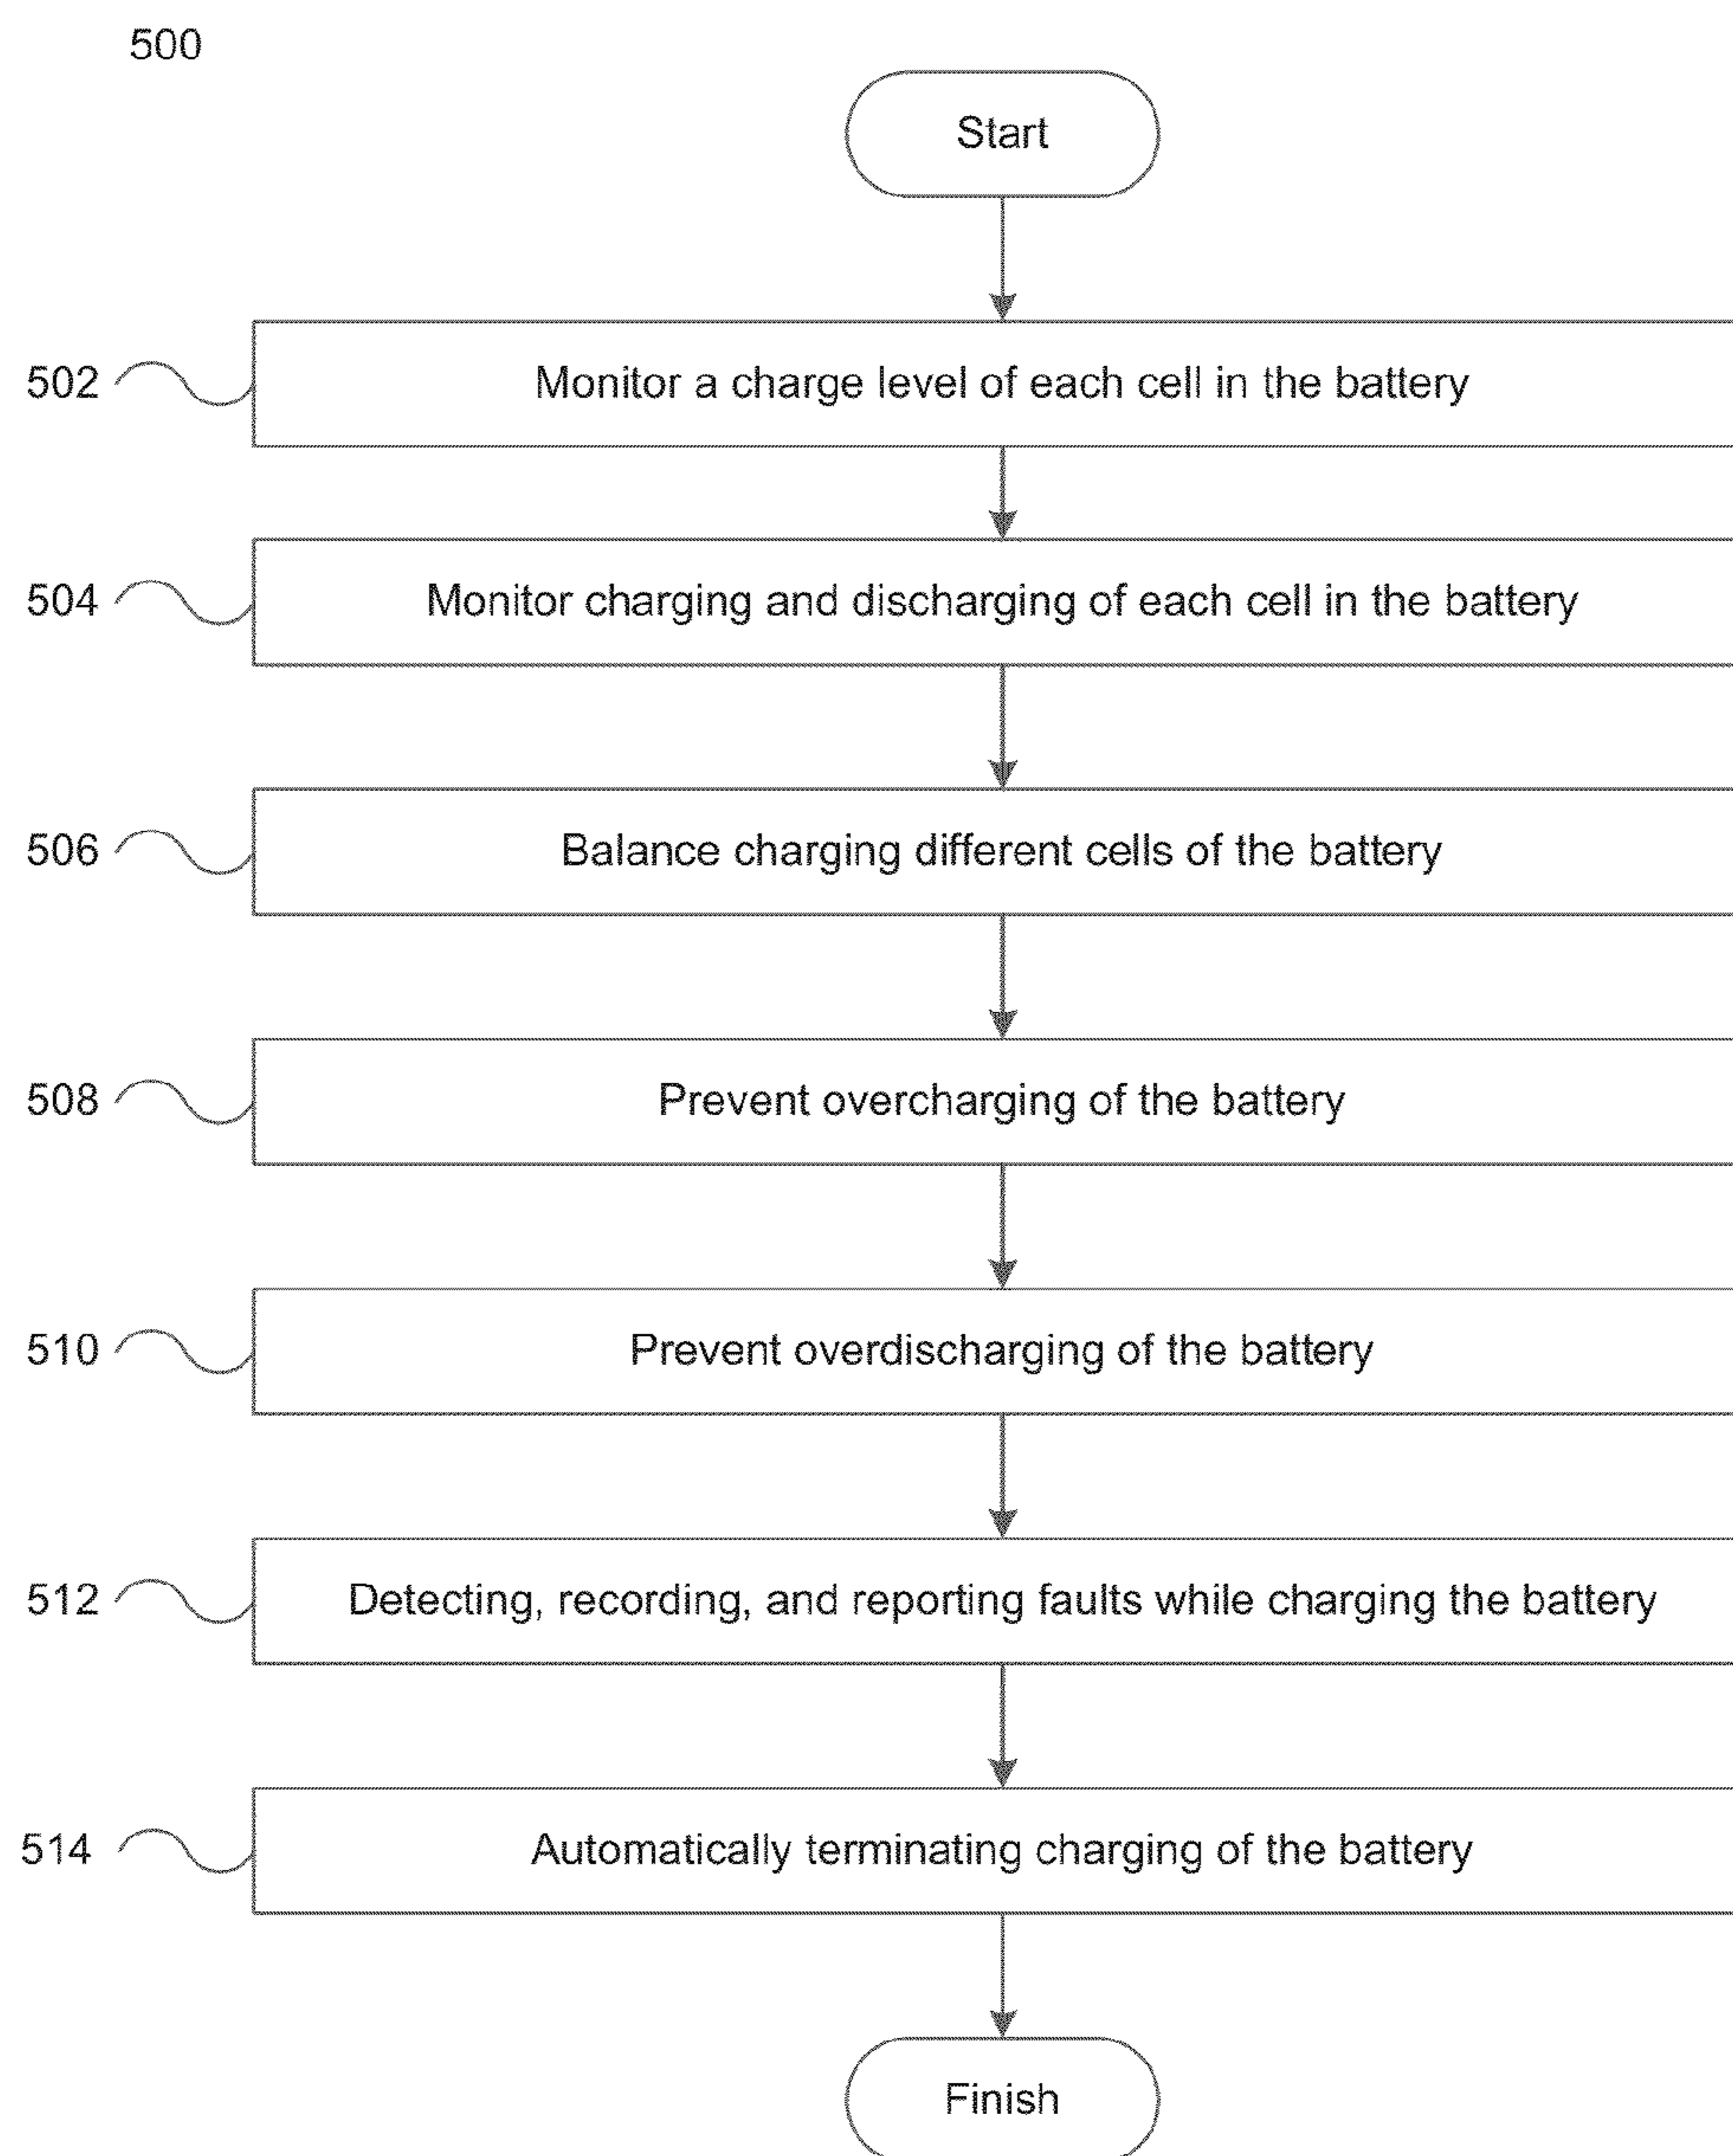 500
Start
502 Monitor a charge level of each cell in the battery
504 Monitor charging and discharging of each cell in the battery
506 Balance charging different cells of the battery
508 Prevent overcharging of the battery
510 Prevent overdischarging of the battery
512 Detecting, recording, and reporting faults while charging the battery
514 Automatically terminating charging of the battery
Finish